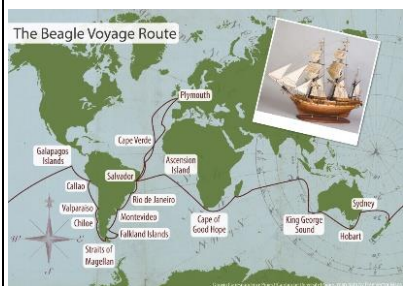 The Beagle Voyage Route
Plymouth
Cape Verde
Galapagos
Islands
Ascension
Island
Callao
Salvador
Rio de Janeiro
Valparaiso
Montevideo
Chiloe
Falkland Islands
Straits of
Magellan
Cape of
Good Hope
King George
Sound
Sydney
Hobart